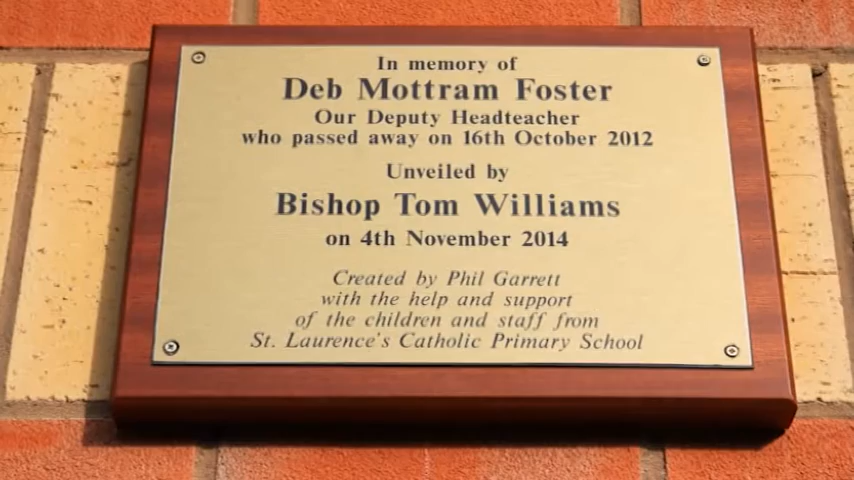 In memory of
Deb Mottram Foster
Our Deputy Headteacher
who passed away on 16th October 2012
Unveiled by
Bishop Tom Williams
on 4th November 2014
Created by Phil Garrett
with the help and support
of the children and staff from
St. Laurence's Catholic Primary School